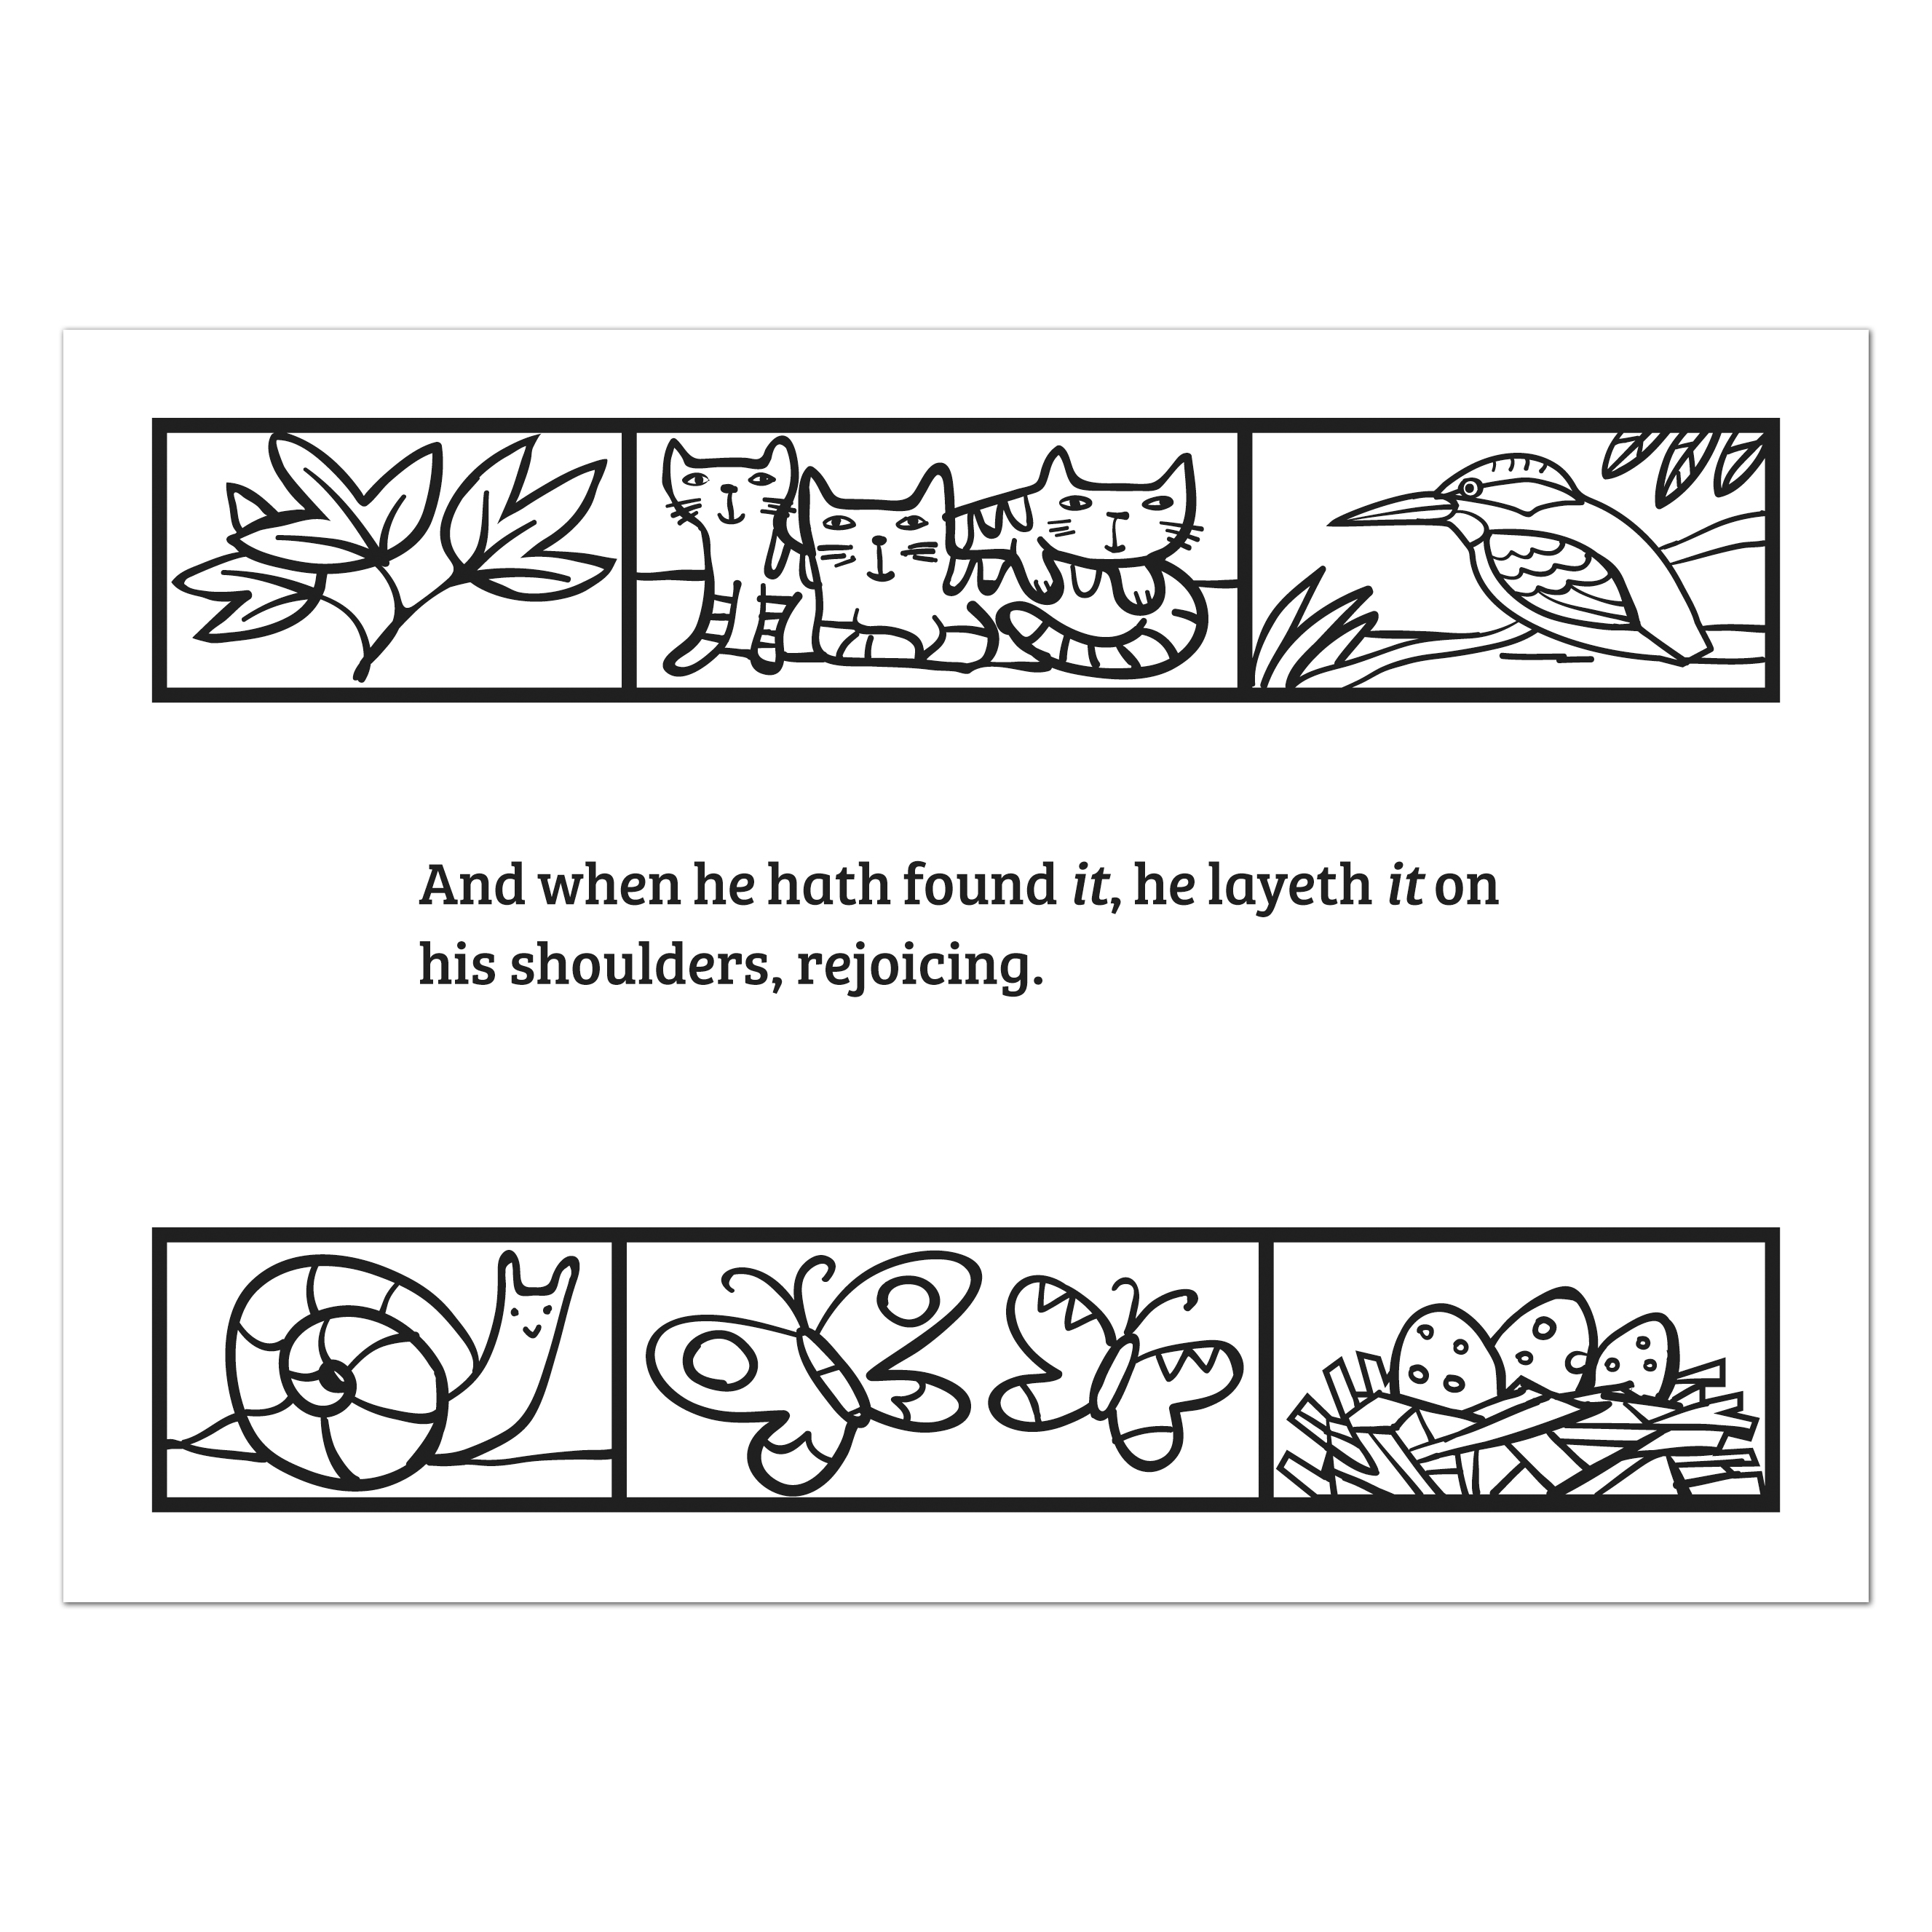 And when he hath found it, he layeth it on
his shoulders, rejoicing.